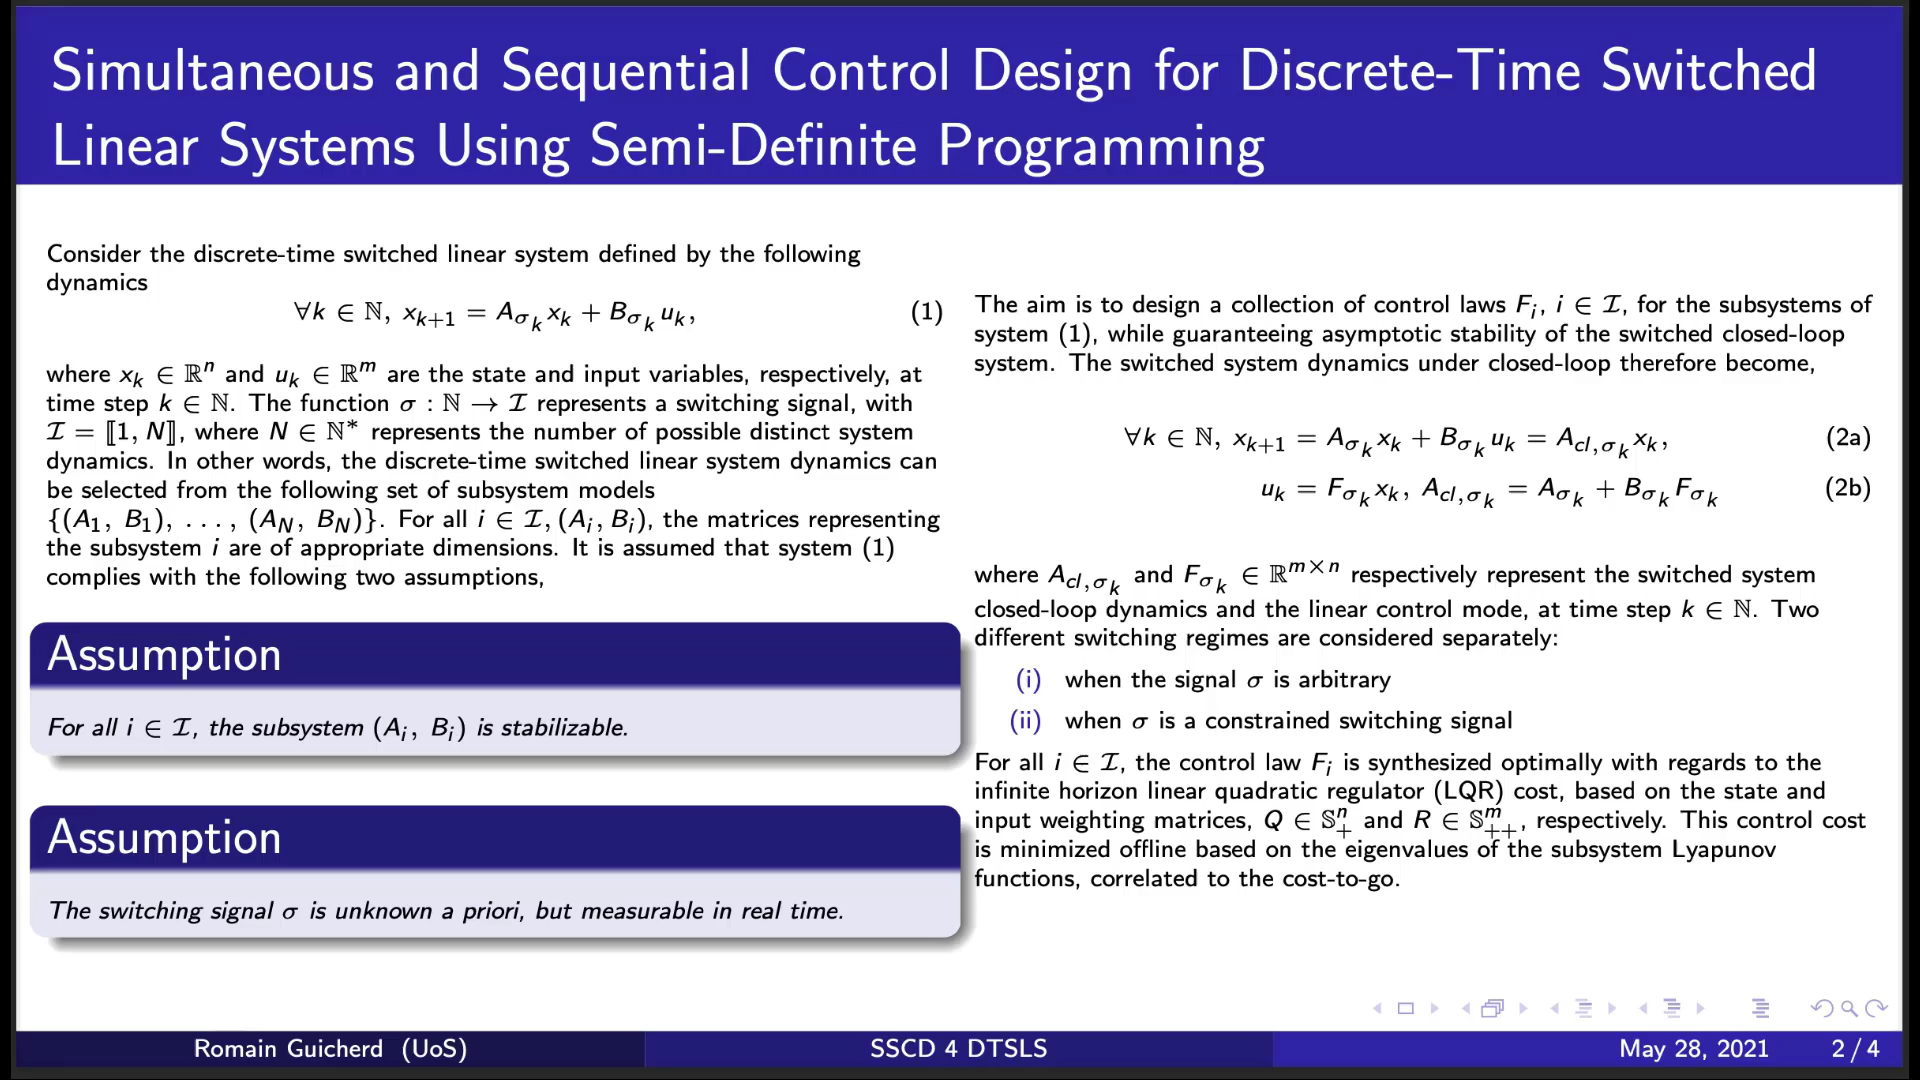 Simultaneous and Sequential Control Design for Discrete-Time Switched
Linear Systems Using Semi-Definite Programming
Consider the discrete-time switched linear system defined by the following
dynamics
∀k ∈ ℕ, x_{k+1} = A_{σ_k} x_k + B_{σ_k} u_k, (1)
where x_k ∈ ℝ^n and u_k ∈ ℝ^m are the state and input variables, respectively, at
time step k ∈ ℕ. The function σ : ℕ → ℐ represents a switching signal, with
ℐ = ⟦1, N⟧, where N ∈ ℕ* represents the number of possible distinct system
dynamics. In other words, the discrete-time switched linear system dynamics can
be selected from the following set of subsystem models
{(A_1, B_1), ..., (A_N, B_N)}. For all i ∈ ℐ, (A_i, B_i), the matrices representing
the subsystem i are of appropriate dimensions. It is assumed that system (1)
complies with the following two assumptions,
Assumption
For all i ∈ ℐ, the subsystem (A_i, B_i) is stabilizable.
Assumption
The switching signal σ is unknown a priori, but measurable in real time.
The aim is to design a collection of control laws F_i, i ∈ ℐ, for the subsystems of
system (1), while guaranteeing asymptotic stability of the switched closed-loop
system. The switched system dynamics under closed-loop therefore become,
∀k ∈ ℕ, x_{k+1} = A_{σ_k} x_k + B_{σ_k} u_k = A_{cl,σ_k} x_k, (2a)
u_k = F_{σ_k} x_k, A_{cl,σ_k} = A_{σ_k} + B_{σ_k} F_{σ_k} (2b)
where A_{cl,σ_k} and F_{σ_k} ∈ ℝ^{m×n} respectively represent the switched system
closed-loop dynamics and the linear control mode, at time step k ∈ ℕ. Two
different switching regimes are considered separately:
(i) when the signal σ is arbitrary
(ii) when σ is a constrained switching signal
For all i ∈ ℐ, the control law F_i is synthesized optimally with regards to the
infinite horizon linear quadratic regulator (LQR) cost, based on the state and
input weighting matrices, Q ∈ 𝕊^n_+ and R ∈ 𝕊^m_{++}, respectively. This control cost
is minimized offline based on the eigenvalues of the subsystem Lyapunov
functions, correlated to the cost-to-go.
Romain Guicherd (UoS) SSCD 4 DTSLS May 28, 2021 2 / 4